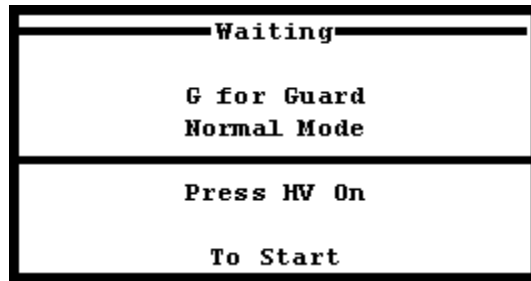 Waiting
G for Guard
Normal Mode
Press HV On
To Start